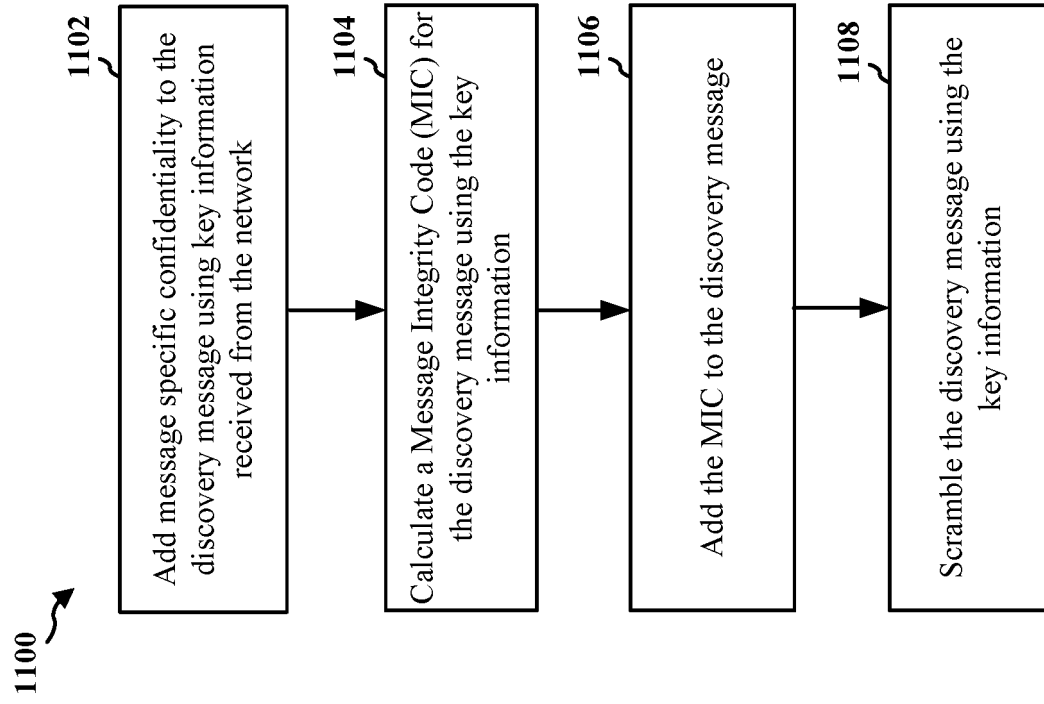 1100
1102
Add message specific confidentiality to the
discovery message using key information
received from the network
1104
Calculate a Message Integrity Code (MIC) for
the discovery message using the key
information
1106
Add the MIC to the discovery message
1108
Scramble the discovery message using the
key information